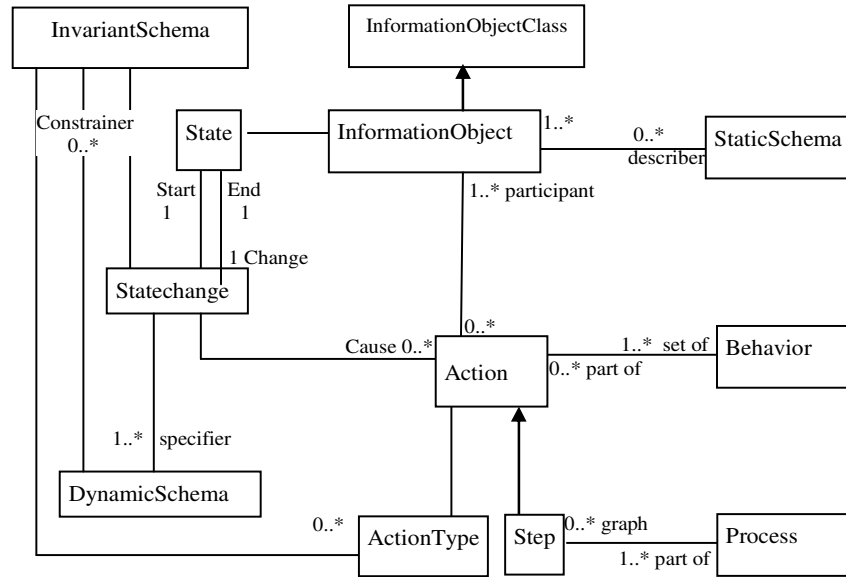 InvariantSchema
InformationObjectClass
Constrainer
0..*
State
InformationObject
1..*
0..*
describer
StaticSchema
Start
1
End
1
1..* participant
1 Change
Statechange
0..*
Cause 0..*
Action
1..* set of
0..* part of
Behavior
1..* specifier
DynamicSchema
0..*
ActionType
Step
0..* graph
1..* part of
Process